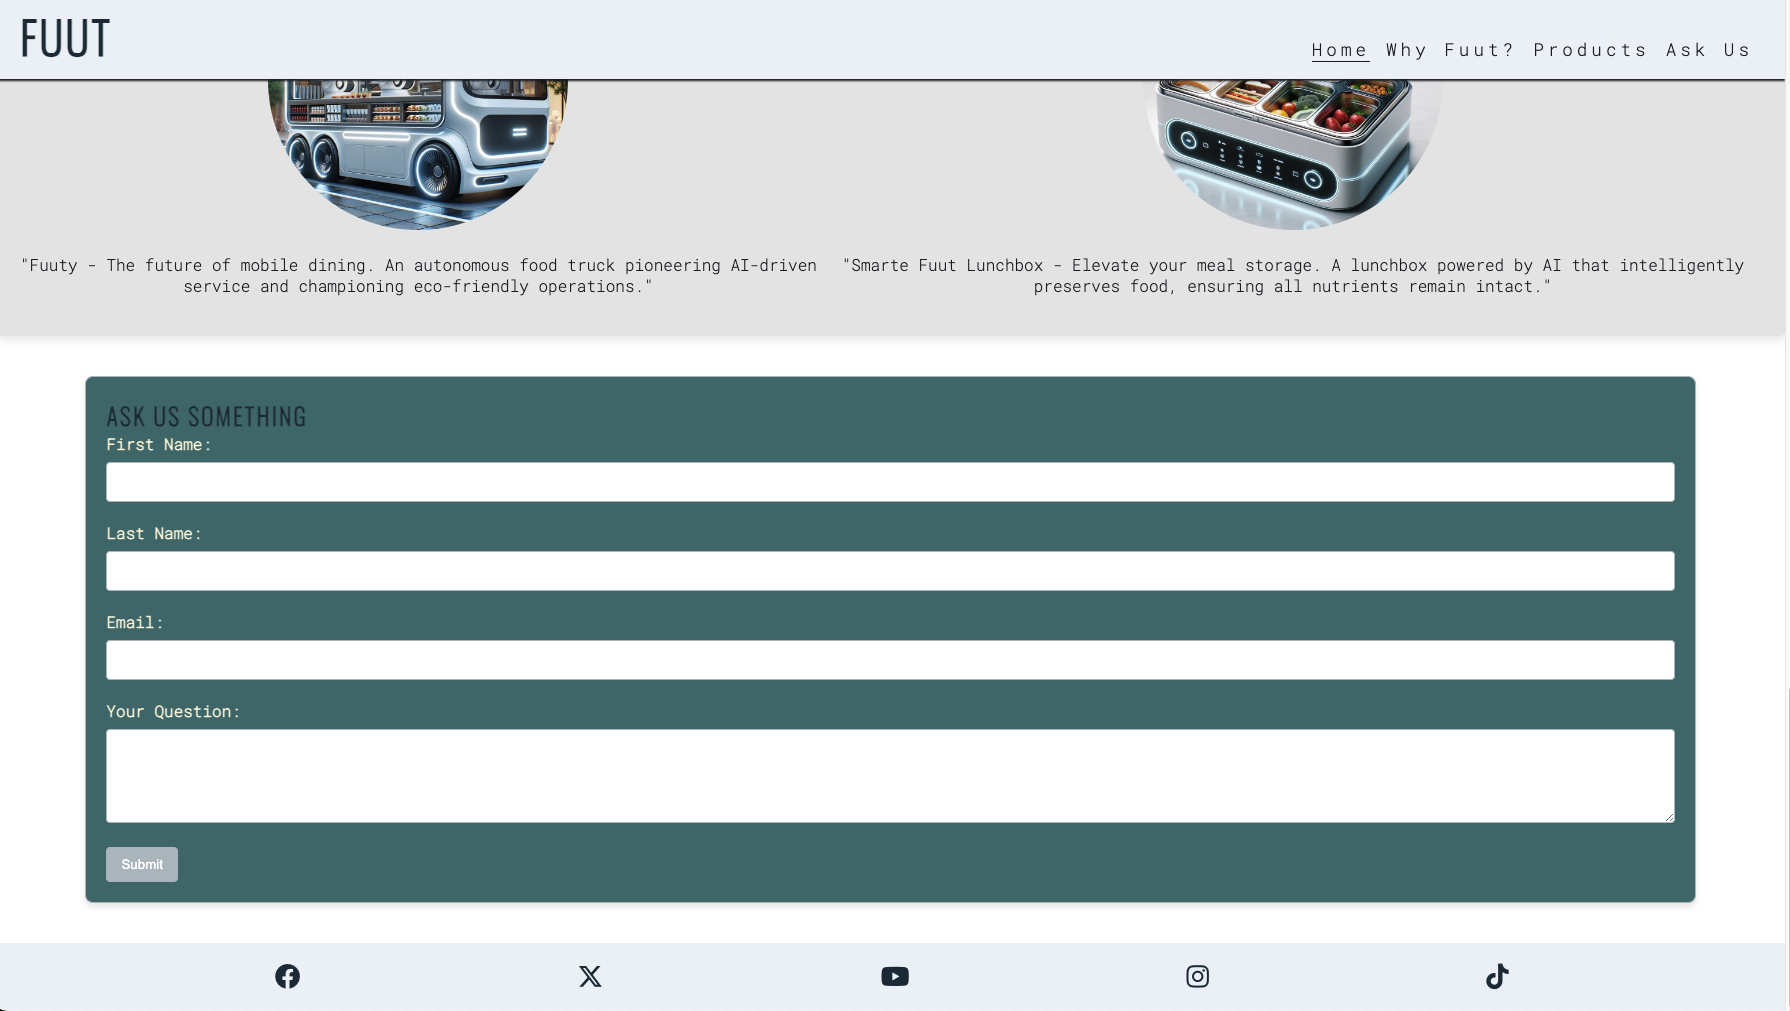 FUUT
Home Why Fuut? Products Ask Us
"Fuuty - The future of mobile dining. An autonomous food truck pioneering AI-driven
service and championing eco-friendly operations."
"Smarte Fuut Lunchbox - Elevate your meal storage. A lunchbox powered by AI that intelligently
preserves food, ensuring all nutrients remain intact."
ASK US SOMETHING
First Name:
Last Name:
Email:
Your Question:
Submit